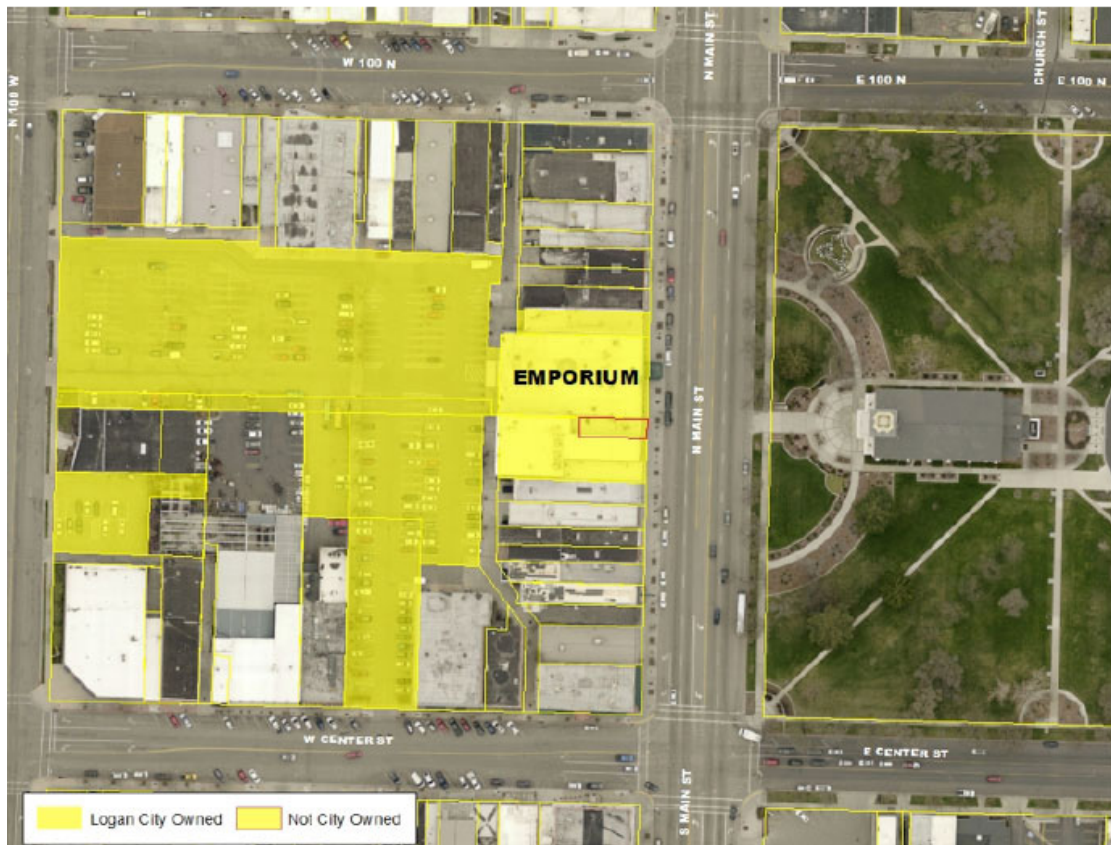 N MAIN ST
CHURCH ST
W 100 N
E 100 N
E 100 N
N 100 W
EMPORIUM
N MAIN ST
W CENTER ST
E CENTER ST
S MAIN ST
Logan City Owned
Not City Owned